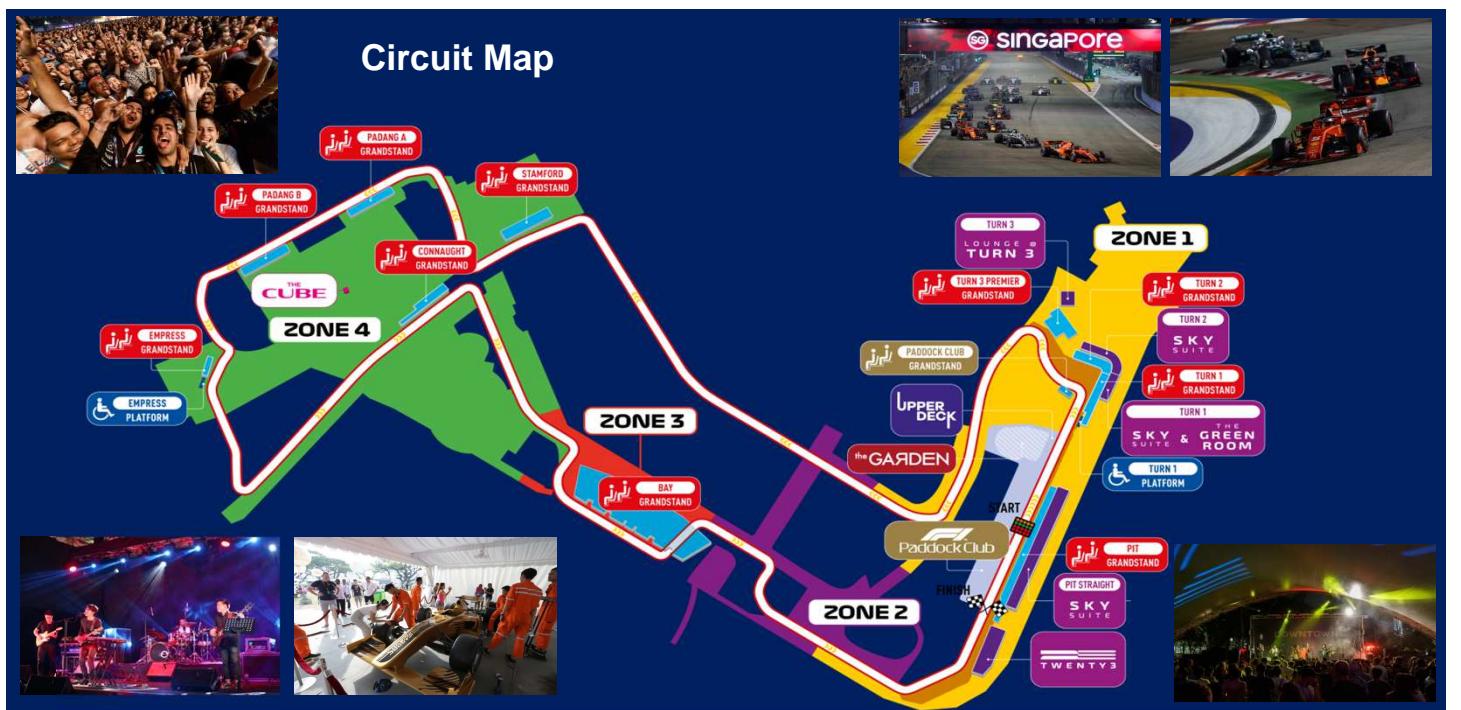 Circuit Map
SG SINGAPORE
PADANG A
GRANDSTAND
STAMFORD
GRANDSTAND
PADANG B
GRANDSTAND
CONNAUGHT
GRANDSTAND
THE
CUBE
ZONE 4
EMPRESS
GRANDSTAND
EMPRESS
PLATFORM
ZONE 3
BAY
GRANDSTAND
TURN 3
LOUNGE @
TURN 3
ZONE 1
TURN 3 PREMIER
GRANDSTAND
TURN 2
GRANDSTAND
TURN 2
SKY
SUITE
PADDOCK CLUB
GRANDSTAND
TURN 1
GRANDSTAND
UPPER
DECK
TURN 1
SKY
SUITE
&
THE
GREEN
ROOM
the GARDEN
TURN 1
PLATFORM
START
F1
Paddock Club
PIT
GRANDSTAND
FINISH
PIT STRAIGHT
SKY
SUITE
ZONE 2
TWENTY3
DOWNTOWN